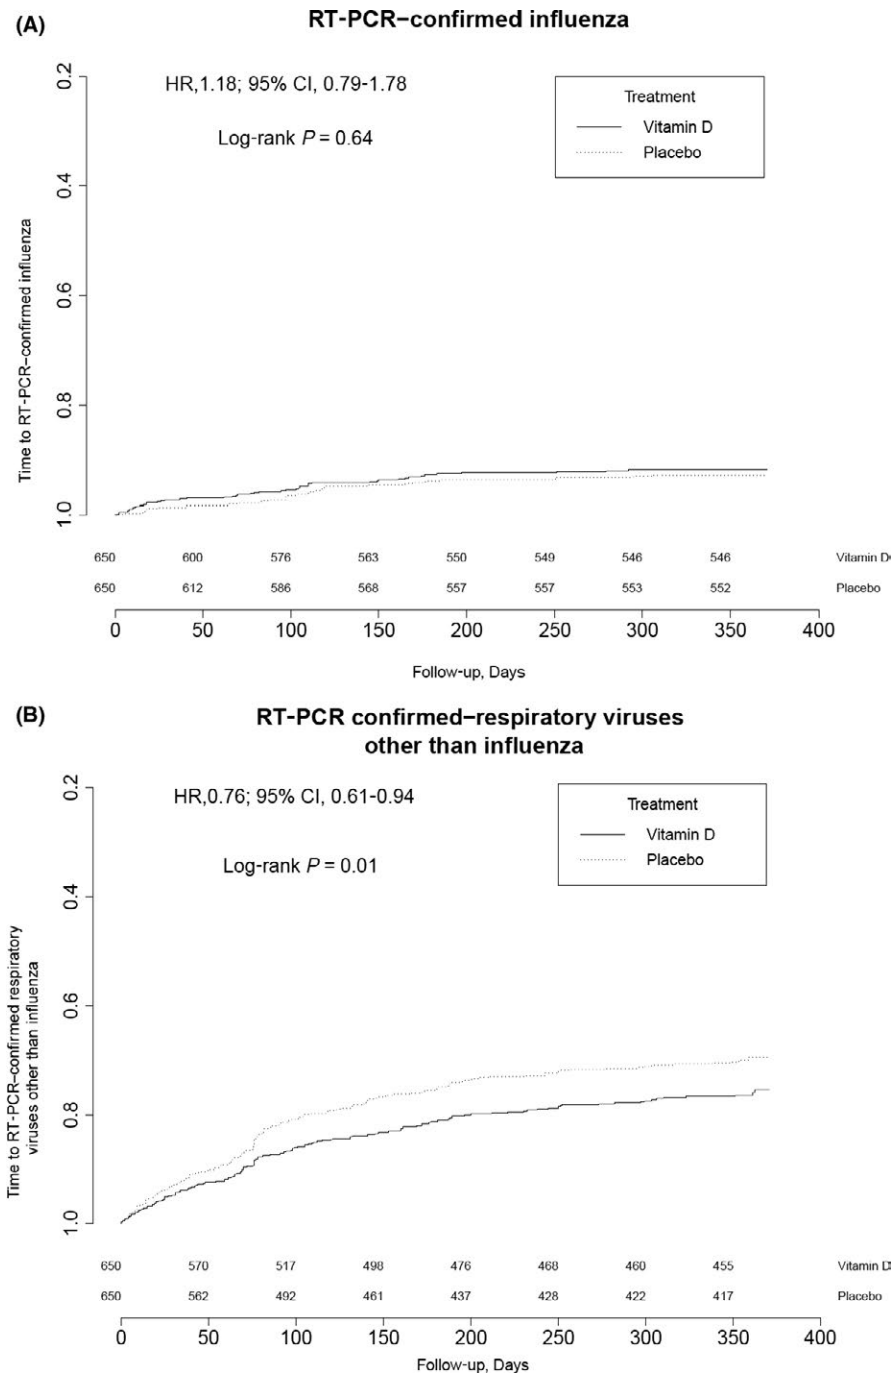 (A)
RT-PCR−confirmed influenza
HR,1.18; 95% CI, 0.79-1.78
Log-rank P = 0.64
Treatment
Vitamin D
Placebo
Time to RT-PCR−confirmed influenza
0.2
0.4
0.6
0.8
1.0
650 600 576 563 550 549 546 546 Vitamin D
650 612 586 568 557 557 553 552 Placebo
0 50 100 150 200 250 300 350 400
Follow-up, Days
(B)
RT-PCR confirmed−respiratory viruses
other than influenza
HR,0.76; 95% CI, 0.61-0.94
Log-rank P = 0.01
Treatment
Vitamin D
Placebo
Time to RT-PCR−confirmed respiratory
viruses other than influenza
0.2
0.4
0.6
0.8
1.0
650 570 517 498 476 468 460 455 Vitamin D
650 562 492 461 437 428 422 417 Placebo
0 50 100 150 200 250 300 350 400
Follow-up, Days